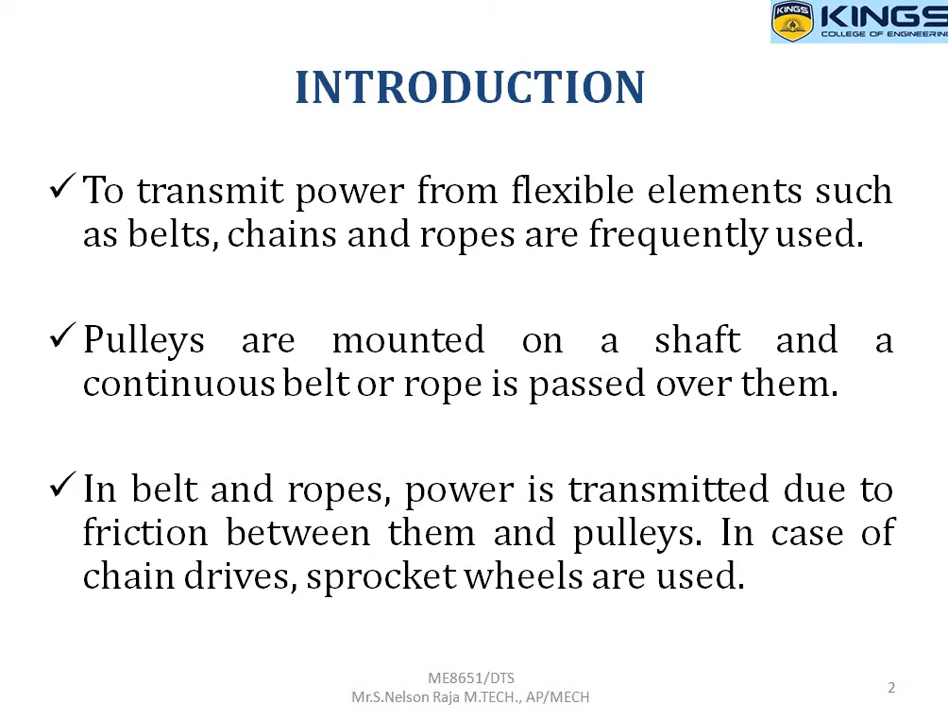 KINGS
KINGS
COLLEGE OF ENGINEERING
INTRODUCTION
✓ To transmit power from flexible elements such
as belts, chains and ropes are frequently used.
✓ Pulleys are mounted on a shaft and a
continuous belt or rope is passed over them.
✓ In belt and ropes, power is transmitted due to
friction between them and pulleys. In case of
chain drives, sprocket wheels are used.
ME8651/DTS
Mr.S.Nelson Raja M.TECH., AP/MECH
2